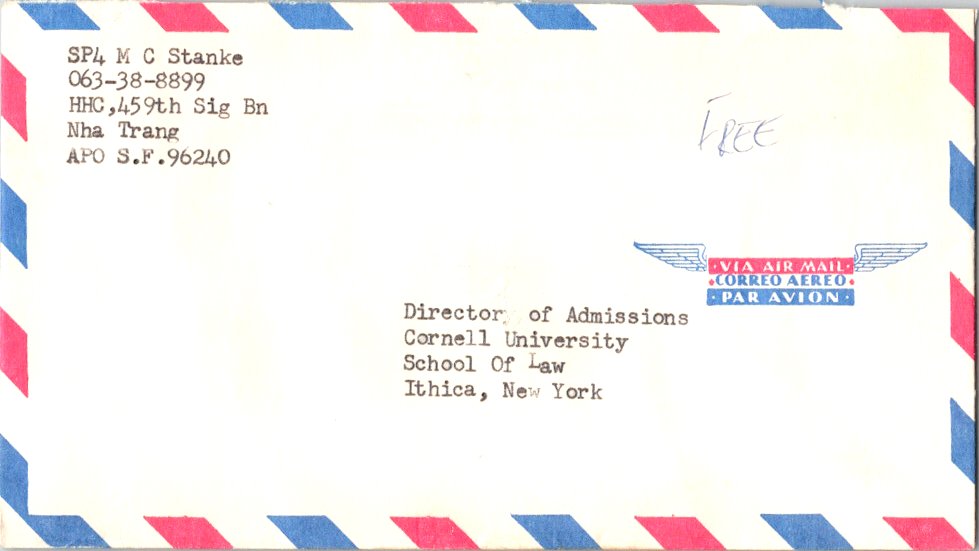 SP4 M C Stanke
063-38-8899
HHC,459th Sig Bn
Nha Trang
APO S.F.96240
FREE
VIA AIR MAIL
CORREO AEREO
PAR AVION
Director of Admissions
Cornell University
School Of Law
Ithica, New York